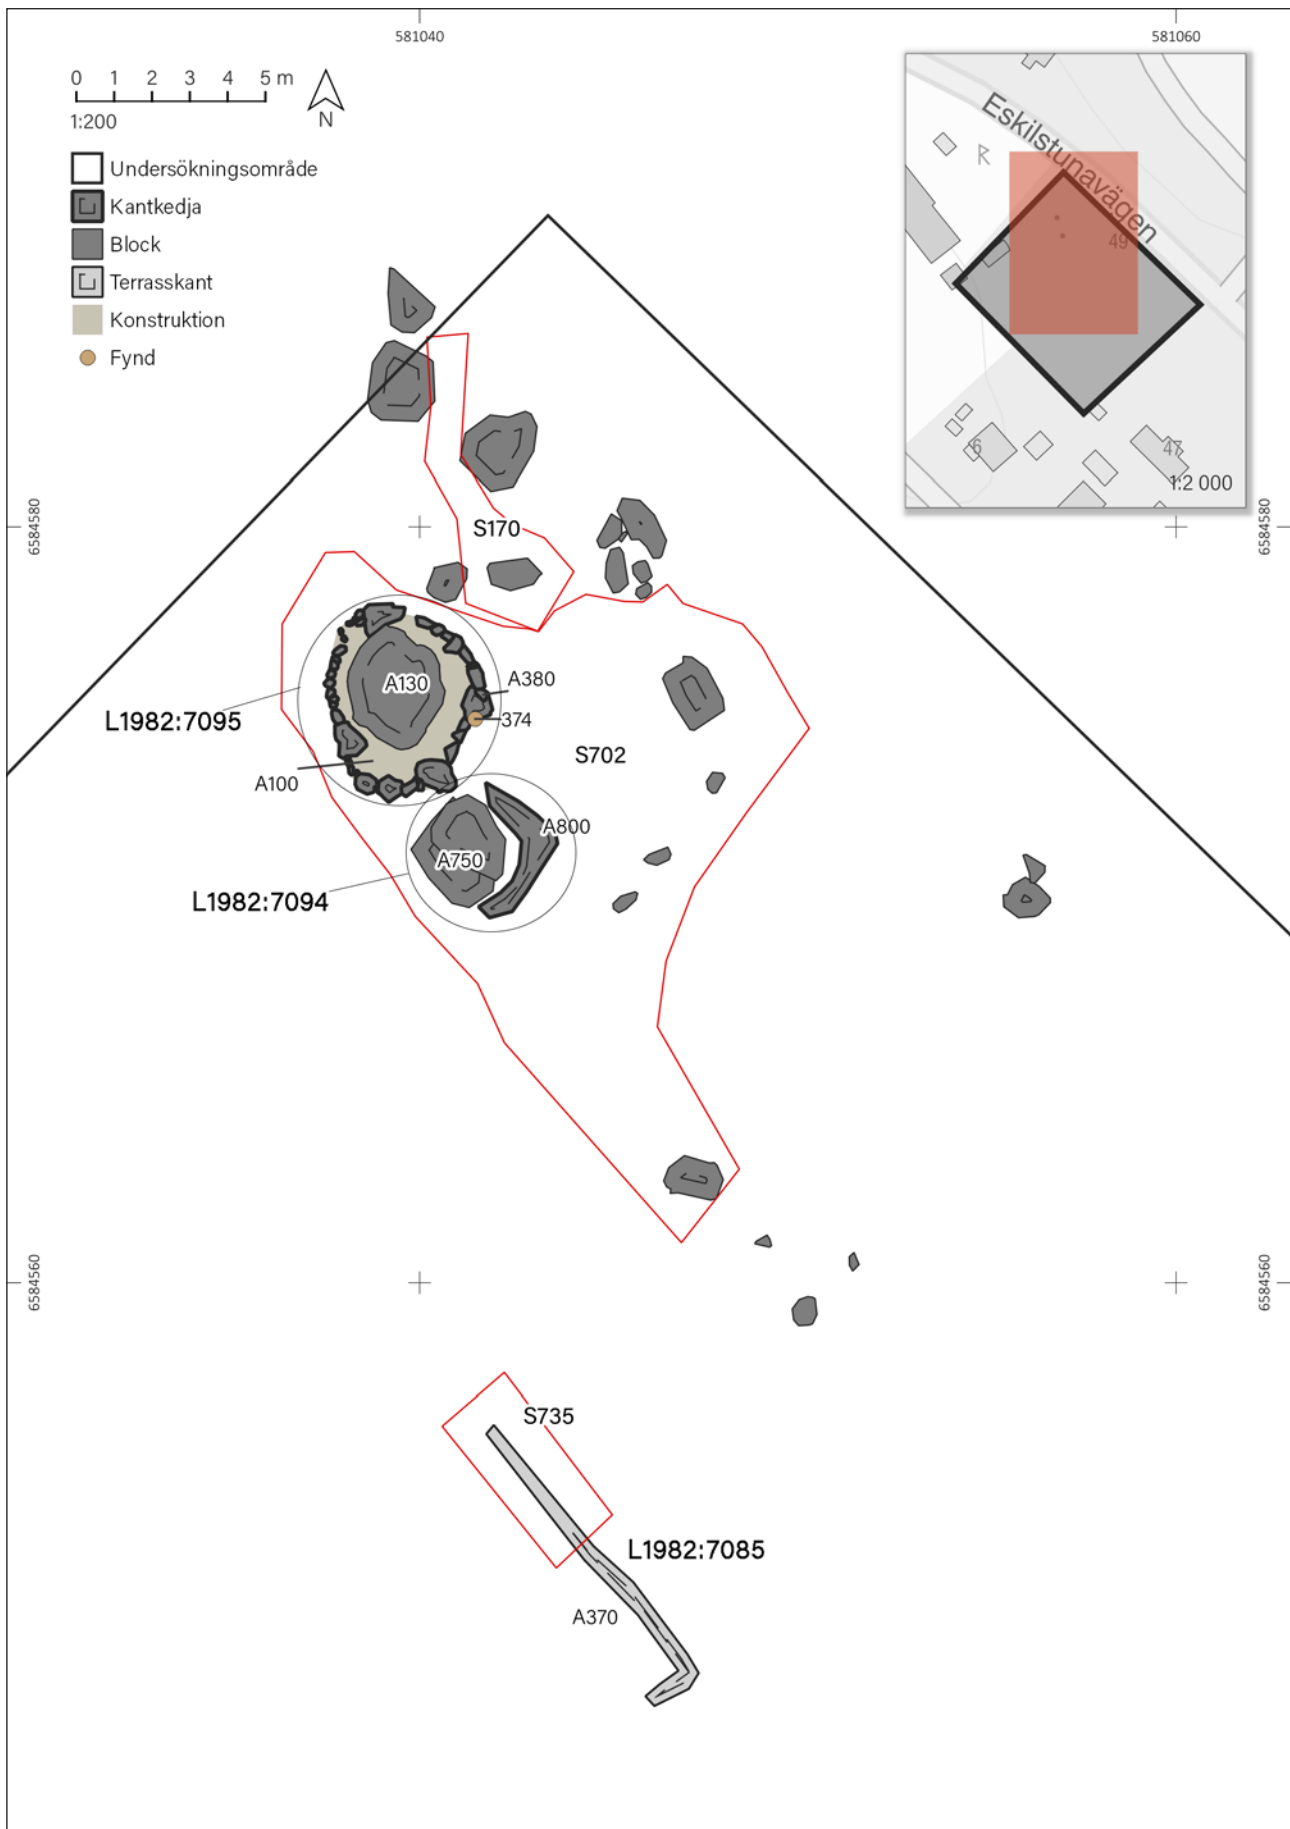 581040
581060
0 1 2 3 4 5 m
N
1:200
Undersökningsområde
Kantkedja
Block
Terrasskant
Konstruktion
Fynd
Eskilstunavägen
R
49
6
47
1:2 000
6584580
6584580
S170
A130
A380
374
L1982:7095
S702
A100
A800
A750
L1982:7094
6584560
6584560
S735
L1982:7085
A370